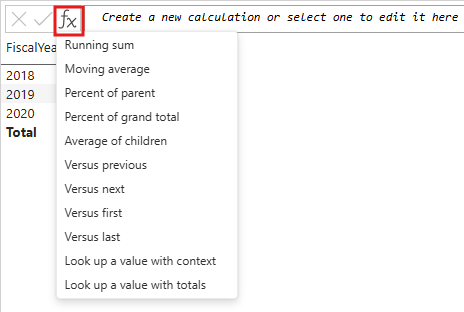 fx Create a new calculation or select one to edit it here
FiscalYea
Running sum
2018
Moving average
2019
Percent of parent
2020
Percent of grand total
Total
Average of children
Versus previous
Versus next
Versus first
Versus last
Look up a value with context
Look up a value with totals